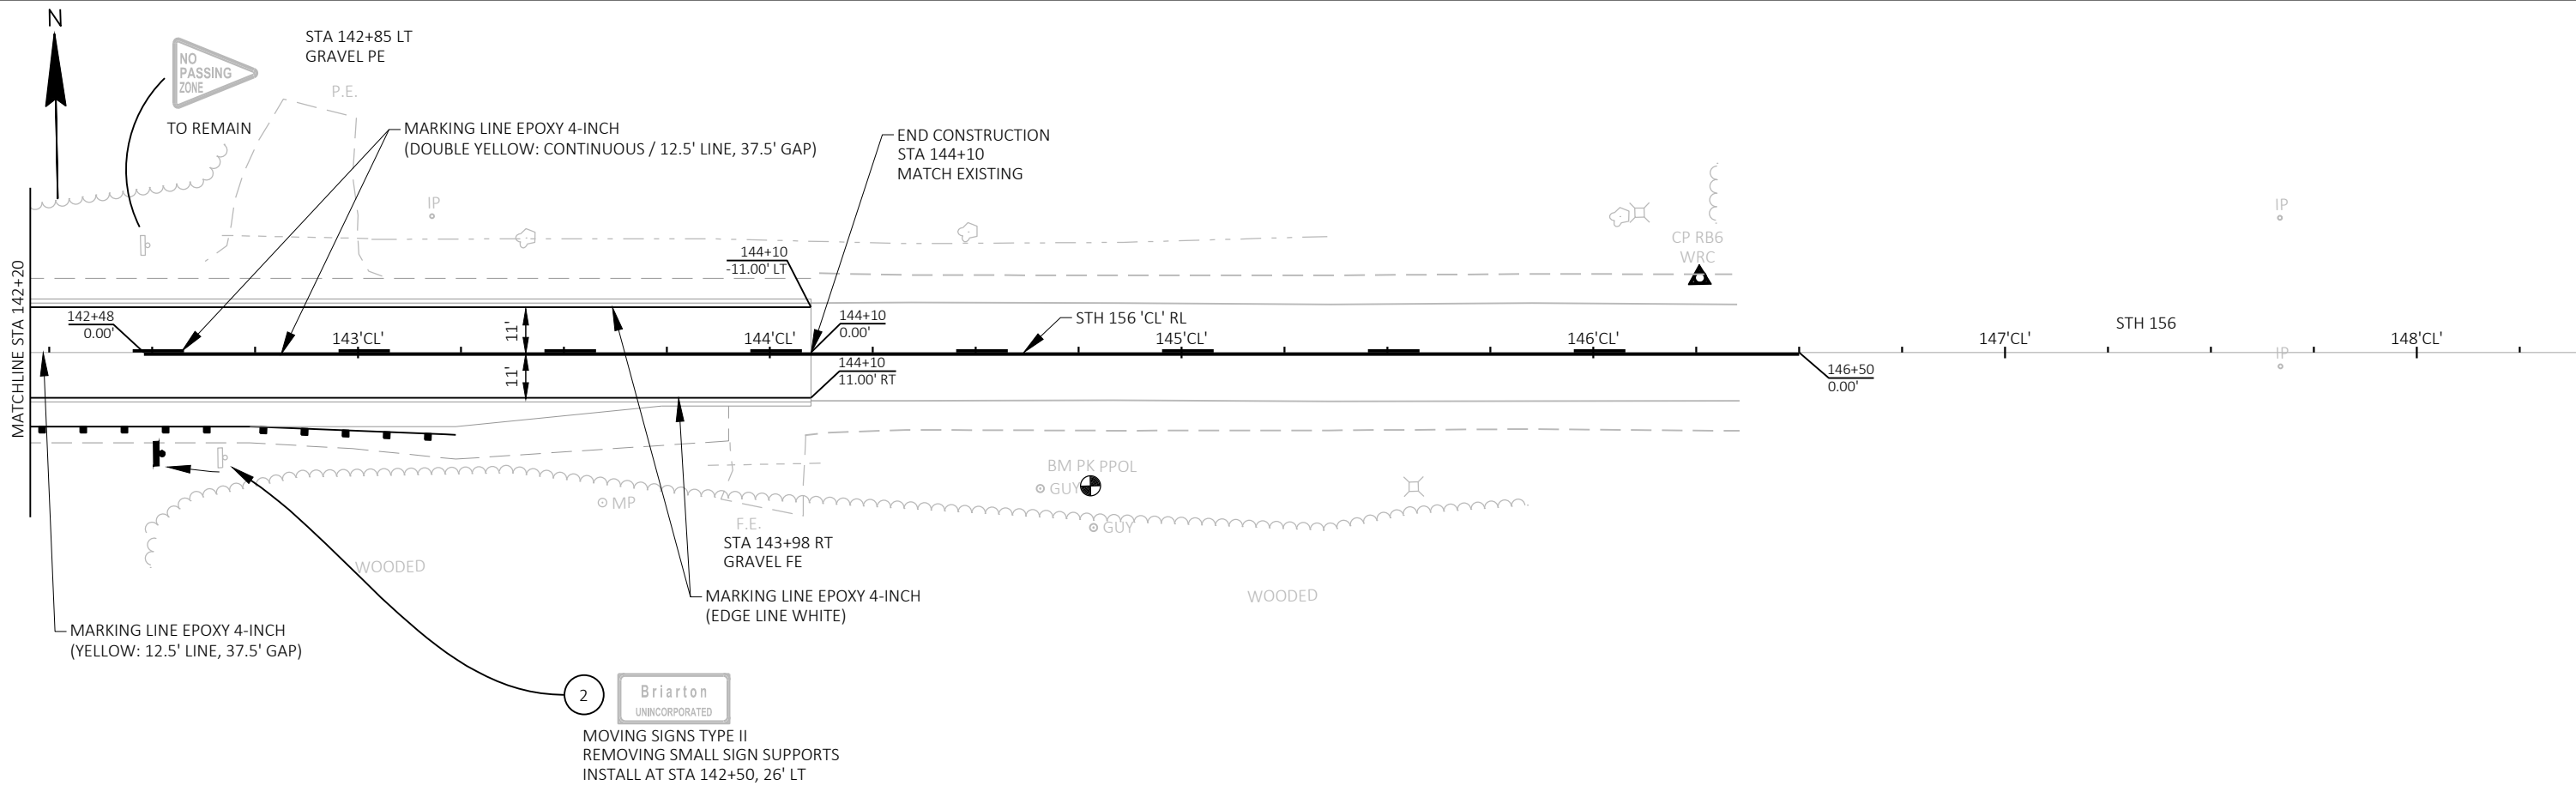 N
STA 142+85 LT
GRAVEL PE
NO
PASSING
ZONE
P.E.
TO REMAIN
MARKING LINE EPOXY 4-INCH
(DOUBLE YELLOW: CONTINUOUS / 12.5' LINE, 37.5' GAP)
END CONSTRUCTION
STA 144+10
MATCH EXISTING
IP
IP
CP RB6
WRC
144+10
-11.00' LT
MATCHLINE STA 142+20
142+48
0.00'
11'
11'
144+10
0.00'
STH 156 'CL' RL
STH 156
143'CL'
144'CL'
145'CL'
146'CL'
147'CL'
148'CL'
IP
144+10
11.00' RT
146+50
0.00'
BM PK PPOL
GUY
MP
GUY
F.E.
STA 143+98 RT
GRAVEL FE
WOODED
WOODED
MARKING LINE EPOXY 4-INCH
(EDGE LINE WHITE)
MARKING LINE EPOXY 4-INCH
(YELLOW: 12.5' LINE, 37.5' GAP)
2
Briarton
UNINCORPORATED
MOVING SIGNS TYPE II
REMOVING SMALL SIGN SUPPORTS
INSTALL AT STA 142+50, 26' LT